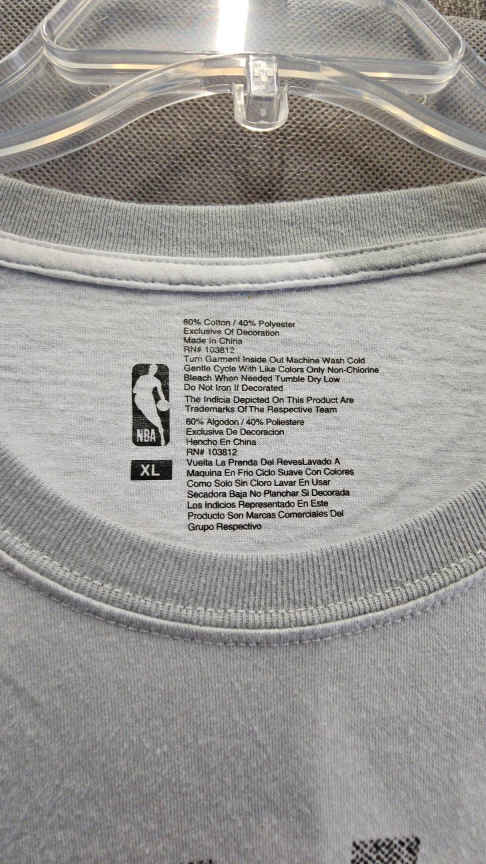 60% Cotton / 40% Polyester
Exclusive Of Decoration
Made In China
RN# 103812
Turn Garment Inside Out Machine Wash Cold
Gentle Cycle With Like Colors Only Non-Chlorine
Bleach When Needed Tumble Dry Low
Do Not Iron If Decorated
The Indicia Depicted On This Product Are
Trademarks Of The Respective Team
60% Algodon / 40% Poliestere
Exclusiva De Decoracion
Hencho En China
RN# 103812
Vuelta La Prenda Del RevesLavado A
Maquina En Frio Ciclo Suave Con Colores
Como Solo Sin Cloro Lavar En Usar
Secadora Baja No Planchar Si Decorada
Los Indicios Representado En Este
Producto Son Marcas Comerciales Del
Grupo Respectivo
NBA
XL